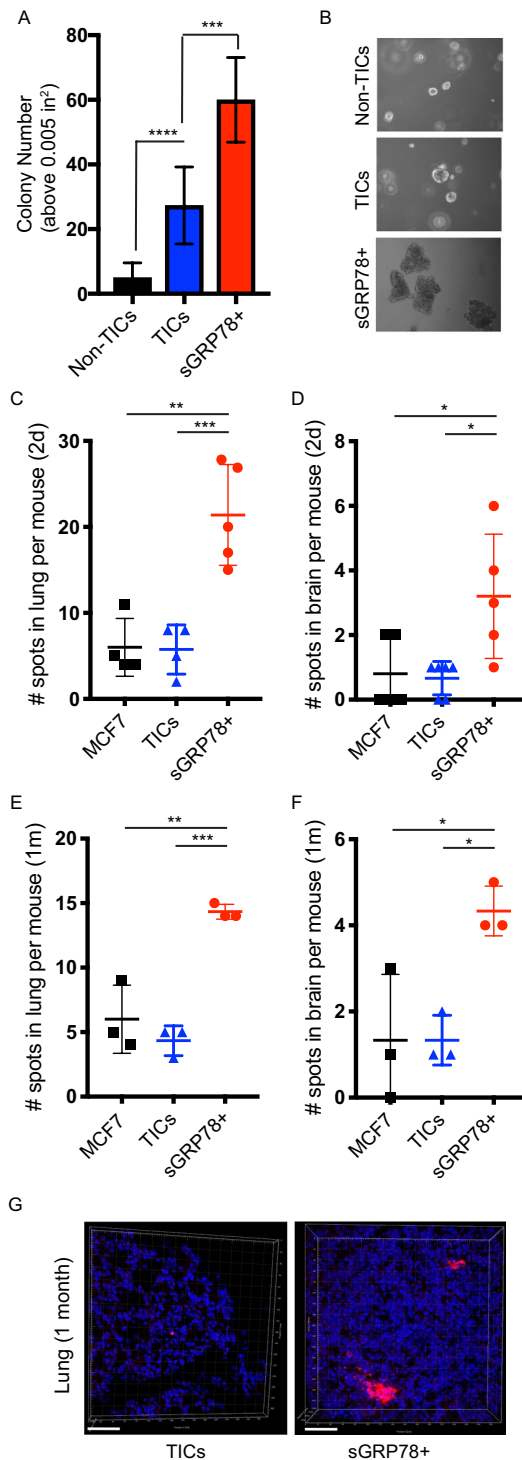 A
B
***
****
Colony Number
(above 0.005 in²)
80
60
40
20
0
Non-TICs
TICs
sGRP78+
Non-TICs
TICs
sGRP78+
C
D
**
***
# spots in lung per mouse (2d)
30
20
10
0
MCF7
TICs
sGRP78+
*
*
# spots in brain per mouse (2d)
8
6
4
2
0
MCF7
TICs
sGRP78+
E
F
**
***
# spots in lung per mouse (1m)
20
15
10
5
0
MCF7
TICs
sGRP78+
*
*
# spots in brain per mouse (1m)
6
4
2
0
MCF7
TICs
sGRP78+
G
Lung (1 month)
TICs
sGRP78+